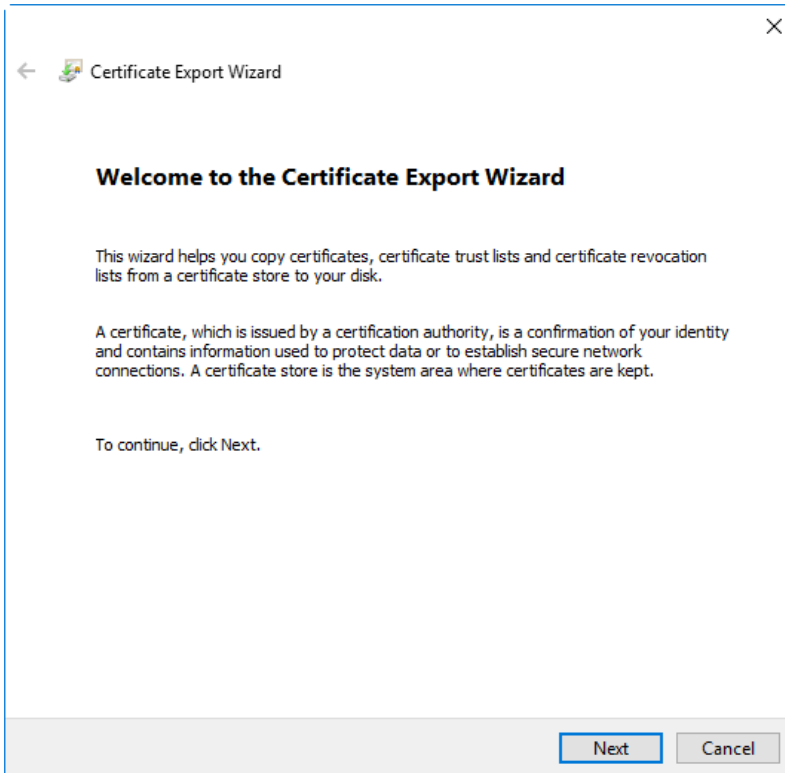 Certificate Export Wizard
Welcome to the Certificate Export Wizard
This wizard helps you copy certificates, certificate trust lists and certificate revocation
lists from a certificate store to your disk.
A certificate, which is issued by a certification authority, is a confirmation of your identity
and contains information used to protect data or to establish secure network
connections. A certificate store is the system area where certificates are kept.
To continue, click Next.
Next Cancel